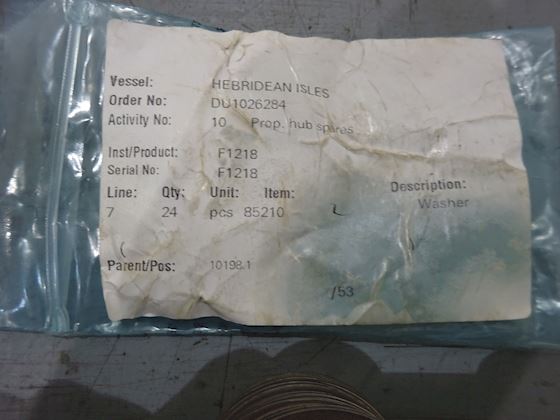 Vessel: HEBRIDEAN ISLES
Order No: DU1026284
Activity No: 10 Prop. hub spares
Inst/Product: F1218
Serial No: F1218
Line: Qty: Unit: Item: Description:
7 24 pcs 85210 Washer
Parent/Pos: 10198.1
/53